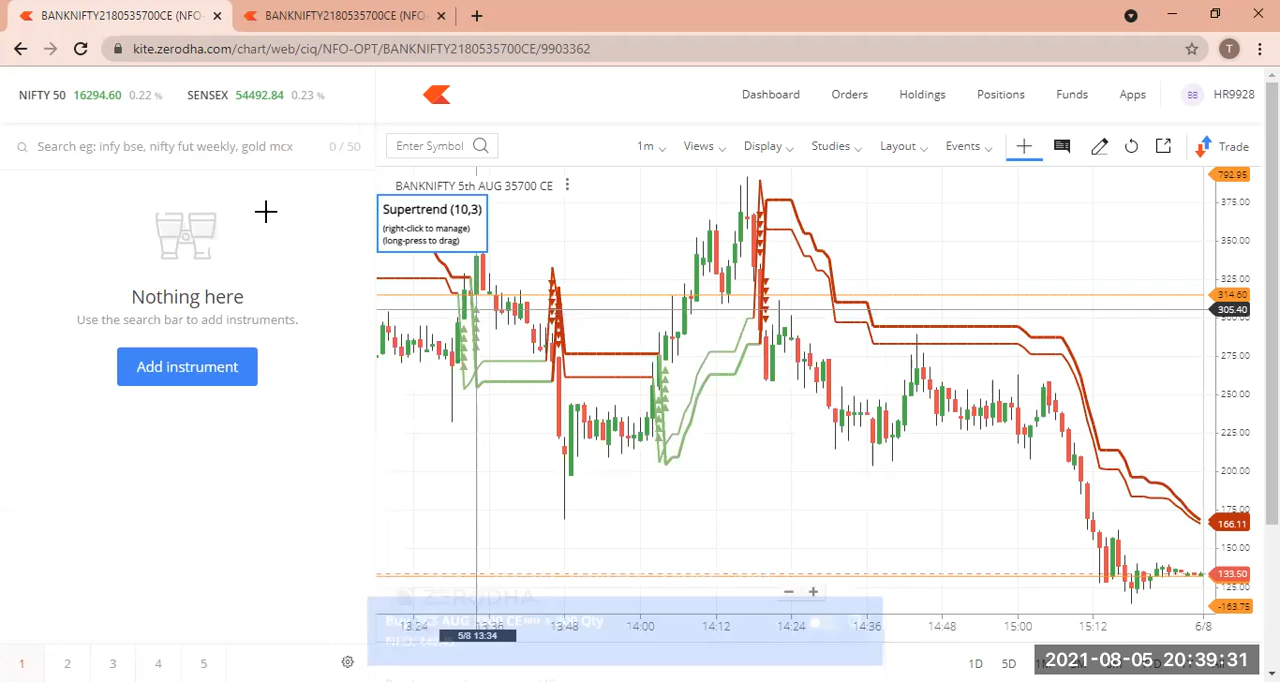 BANKNIFTY2180535700CE (NFO- × BANKNIFTY2180535700CE (NFO- × +
kite.zerodha.com/chart/web/ciq/NFO-OPT/BANKNIFTY2180535700CE/9903362 T
NIFTY 50 16294.60 0.22 % SENSEX 54492.84 0.23 % Dashboard Orders Holdings Positions Funds Apps BB HR9928
Search eg: infy bse, nifty fut weekly, gold mcx 0 / 50 Enter Symbol 1m Views Display Studies Layout Events Trade
BANKNIFTY 5th AUG 35700 CE
Supertrend (10,3)
(right-click to manage)
(long-press to drag)
Nothing here
Use the search bar to add instruments.
Add instrument
792.95
375.00
350.00
325.00
314.60
305.40
275.00
250.00
225.00
200.00
175.00
166.11
150.00
133.50
125.00
-163.75
ZERODHA
13:24 13:36 13:48 14:00 14:12 14:24 14:36 14:48 15:00 15:12 6/8
5/8 13:34
AUG CE Qty
1 2 3 4 5 1D 5D
2021-08-05 20:39:31